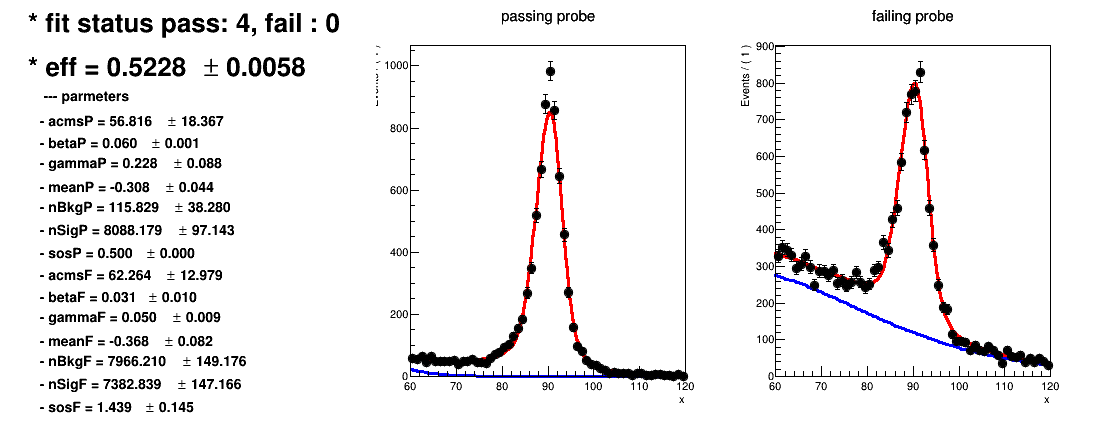 * fit status pass: 4, fail : 0
* eff = 0.5228 ± 0.0058
--- parmeters
- acmsP = 56.816 ± 18.367
- betaP = 0.060 ± 0.001
- gammaP = 0.228 ± 0.088
- meanP = -0.308 ± 0.044
- nBkgP = 115.829 ± 38.280
- nSigP = 8088.179 ± 97.143
- sosP = 0.500 ± 0.000
- acmsF = 62.264 ± 12.979
- betaF = 0.031 ± 0.010
- gammaF = 0.050 ± 0.009
- meanF = -0.368 ± 0.082
- nBkgF = 7966.210 ± 149.176
- nSigF = 7382.839 ± 147.166
- sosF = 1.439 ± 0.145
passing probe
1000
800
600
400
200
0
60 70 80 90 100 110 120
x
failing probe
Events / ( 1 )
900
800
700
600
500
400
300
200
100
0
60 70 80 90 100 110 120
x